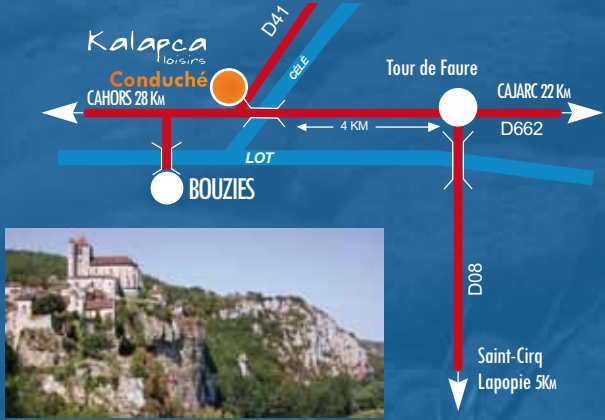 Kalapca
loisirs
Conduché
D41
CÉLÉ
Tour de Faure
CAHORS 28 KM
CAJARC 22 KM
4 KM
D662
LOT
BOUZIES
D08
Saint-Cirq
Lapopie 5KM